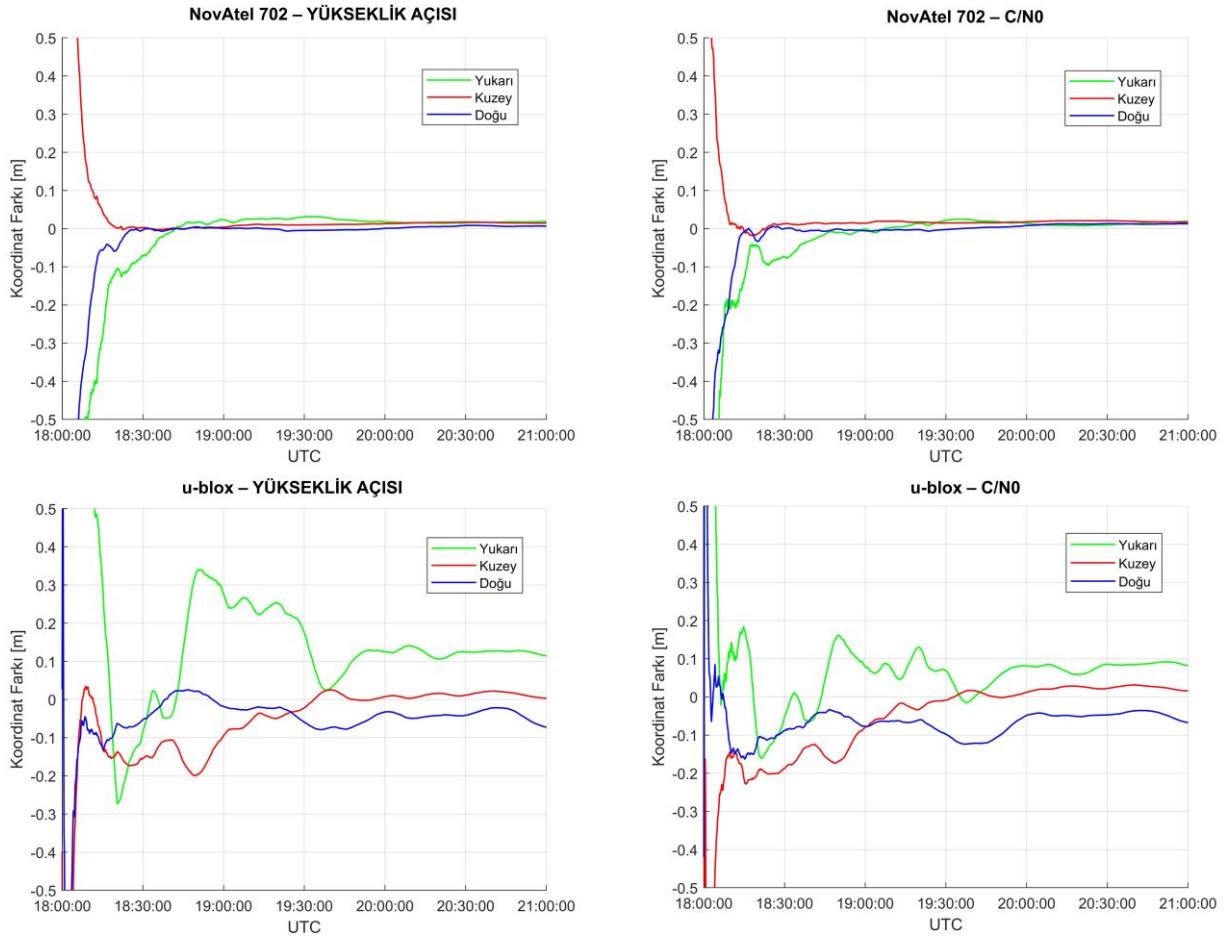 NovAtel 702 – YÜKSEKLİK AÇISI
0.5
0.4
0.3
0.2
0.1
0
-0.1
-0.2
-0.3
-0.4
-0.5
Koordinat Farkı [m]
Yukarı
Kuzey
Doğu
18:00:00 18:30:00 19:00:00 19:30:00 20:00:00 20:30:00 21:00:00
UTC
NovAtel 702 – C/N0
0.5
0.4
0.3
0.2
0.1
0
-0.1
-0.2
-0.3
-0.4
-0.5
Koordinat Farkı [m]
Yukarı
Kuzey
Doğu
18:00:00 18:30:00 19:00:00 19:30:00 20:00:00 20:30:00 21:00:00
UTC
u-blox – YÜKSEKLİK AÇISI
0.5
0.4
0.3
0.2
0.1
0
-0.1
-0.2
-0.3
-0.4
-0.5
Koordinat Farkı [m]
Yukarı
Kuzey
Doğu
18:00:00 18:30:00 19:00:00 19:30:00 20:00:00 20:30:00 21:00:00
UTC
u-blox – C/N0
0.5
0.4
0.3
0.2
0.1
0
-0.1
-0.2
-0.3
-0.4
-0.5
Koordinat Farkı [m]
Yukarı
Kuzey
Doğu
18:00:00 18:30:00 19:00:00 19:30:00 20:00:00 20:30:00 21:00:00
UTC